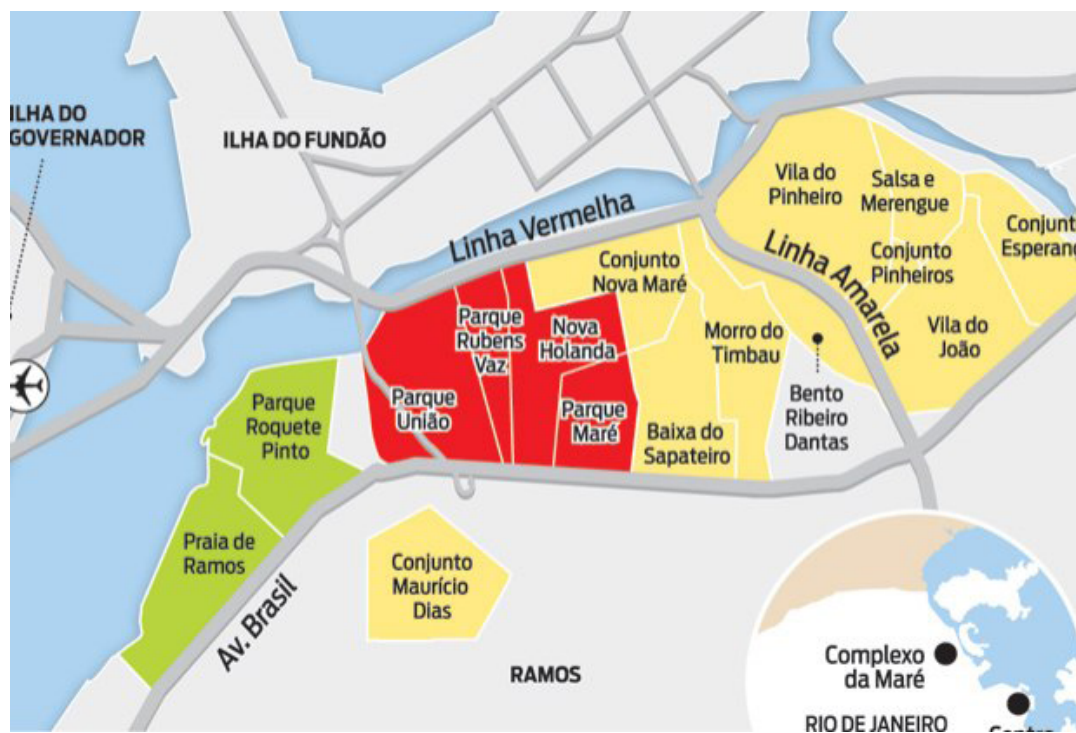 ILHA DO
GOVERNADOR
ILHA DO FUNDÃO
Linha Vermelha
Vila do
Pinheiro
Salsa e
Merengue
Conjunto
Pinheiros
Linha Amarela
Vila do
João
Conjunto
Nova Maré
Morro do
Timbau
Bento
Ribeiro
Dantas
Parque
Rubens
Vaz
Nova
Holanda
Parque
União
Parque
Maré
Baixa do
Sapateiro
Parque
Roquete
Pinto
Praia de
Ramos
Av. Brasil
Conjunto
Maurício
Dias
RAMOS
Complexo
da Maré
RIO DE JANEIRO